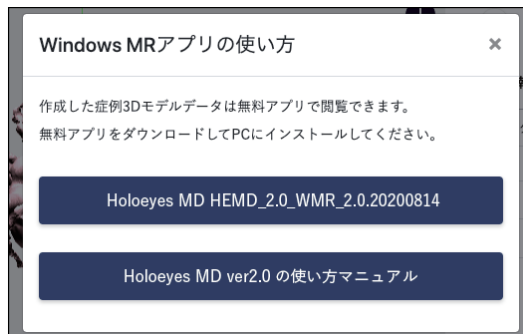 Windows MRアプリの使い方
×
作成した症例3Dモデルデータは無料アプリで閲覧できます。
無料アプリをダウンロードしてPCにインストールしてください。
Holoeyes MD HEMD_2.0_WMR_2.0.20200814
Holoeyes MD ver2.0 の使い方マニュアル